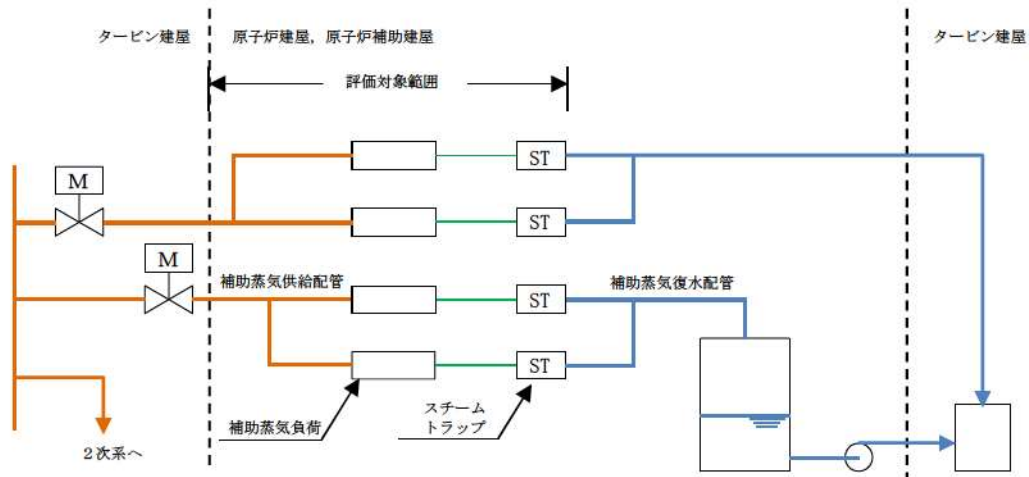 タービン建屋
原子炉建屋，原子炉補助建屋
タービン建屋
評価対象範囲
ST
M
ST
M
補助蒸気供給配管
補助蒸気復水配管
ST
ST
補助蒸気負荷
スチーム
トラップ
２次系へ